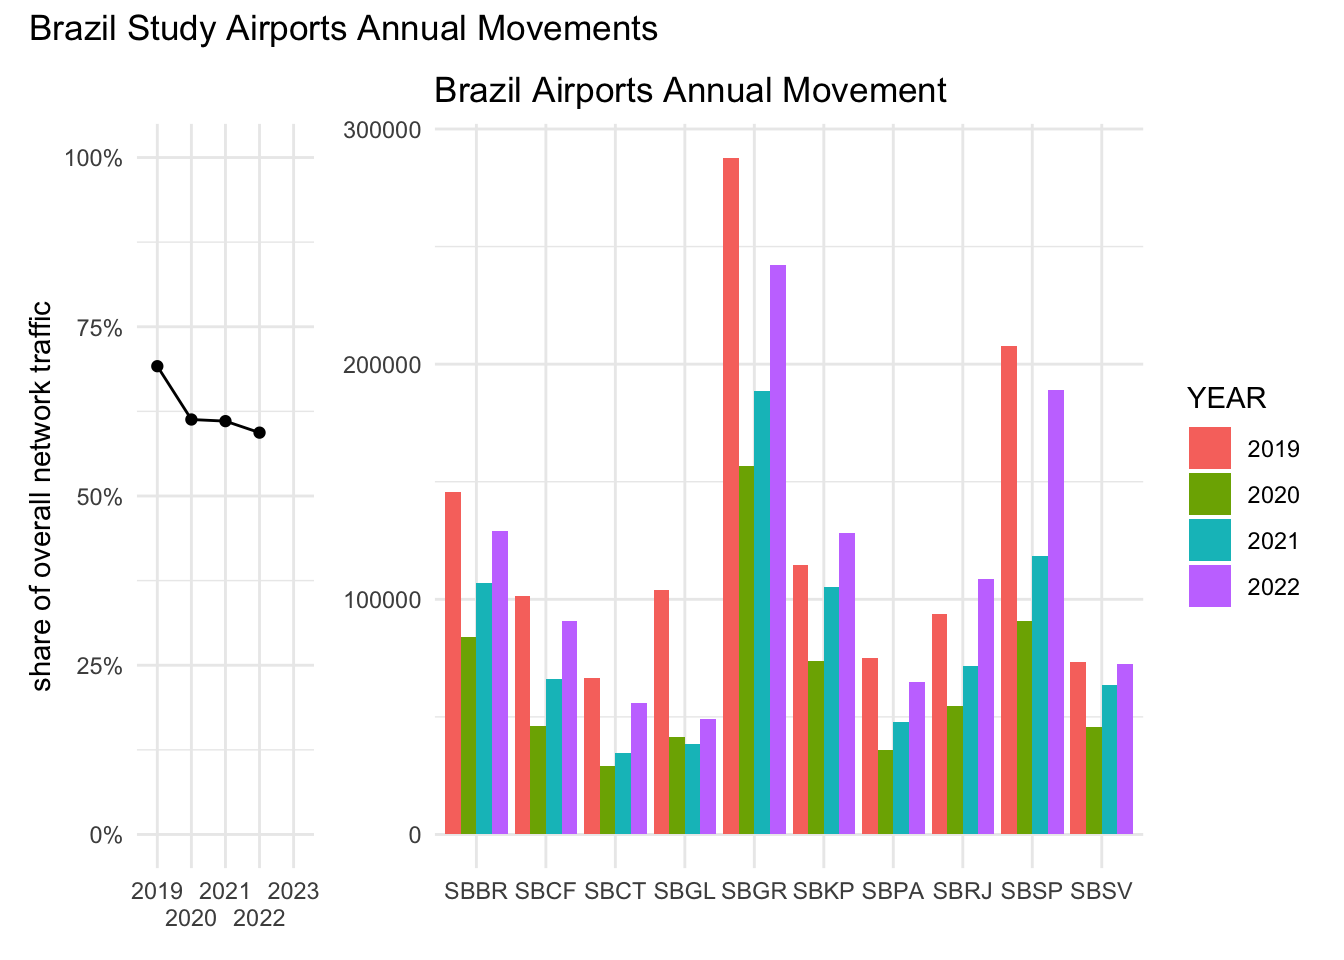 Brazil Study Airports Annual Movements
share of overall network traffic
100%
75%
50%
25%
0%
2019 2021 2023
2020 2022
Brazil Airports Annual Movement
300000
200000
100000
0
SBBR SBCF SBCT SBGL SBGR SBKP SBPA SBRJ SBSP SBSV
YEAR
2019
2020
2021
2022